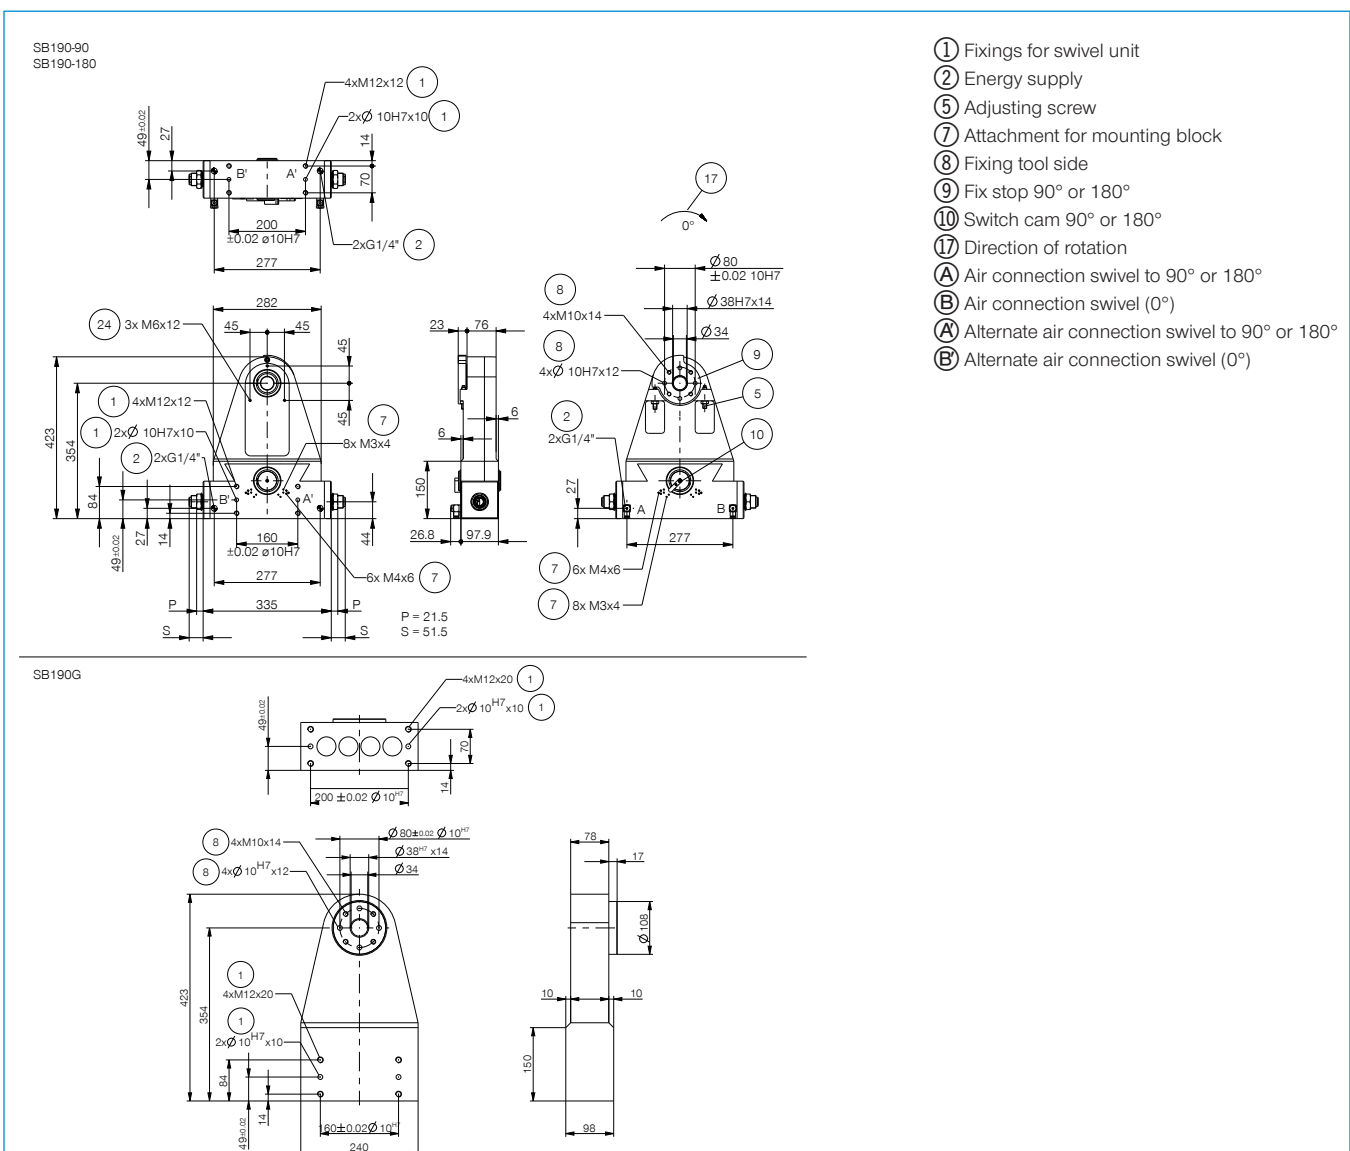 SB190-90
SB190-180
4xM12x12 1
2xØ 10H7x10 1
49±0.02
27
14
70
B' A'
200
±0.02 ø10H7
2xG1/4" 2
277
17
0°
282
24 3x M6x12
45 45
45
45
1 4xM12x12
1 2xØ 10H7x10
2 2xG1/4"
7
8x M3x4
423
354
84
49±0.02
27
14
B' A'
44
160
±0.02 ø10H7
277
6x M4x6 7
P 335 P
S S
P = 21.5
S = 51.5
23 76
6
6
150
26.8 97.9
Ø 80
±0.02 10H7
8
4xM10x14
Ø 38H7x14
Ø 34
8
4xØ 10H7x12
9
5
2
2xG1/4"
10
27
A B
277
7 6x M4x6
7 8x M3x4
SB190G
4xM12x20 1
2xØ 10H7x10 1
49±0.02
70
14
200 ±0.02 Ø 10H7
8 4xM10x14
8 4xØ 10H7x12
Ø 80±0.02 Ø 10H7
Ø 38H7 x14
Ø 34
423
354
1
4xM12x20
1
2xØ 10H7x10
84
49±0.02
14
160±0.02Ø 10H7
240
78
17
Ø 108
10 10
150
98
1 Fixings for swivel unit
2 Energy supply
5 Adjusting screw
7 Attachment for mounting block
8 Fixing tool side
9 Fix stop 90° or 180°
10 Switch cam 90° or 180°
17 Direction of rotation
A Air connection swivel to 90° or 180°
B Air connection swivel (0°)
A' Alternate air connection swivel to 90° or 180°
B' Alternate air connection swivel (0°)